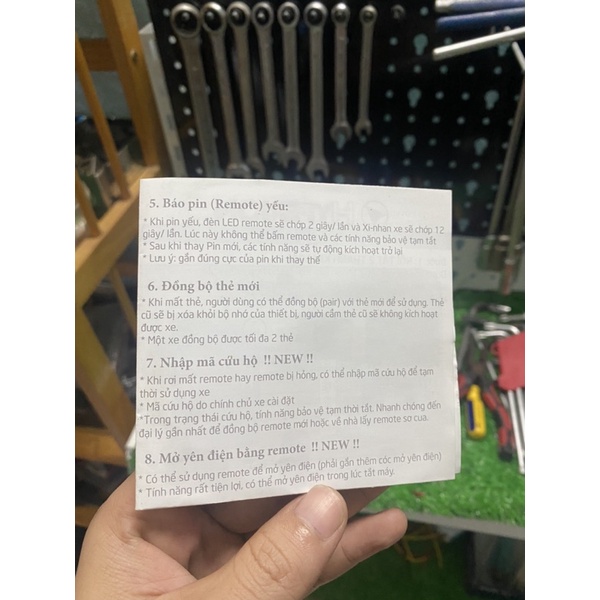 5. Bảo pin (Remote) yếu:
* Khi pin yếu, đèn LED remote sẽ chớp 2 giây/ lần và Xi-nhan xe sẽ chớp 12
giây/ lần. Lúc này không thể bấm remote và các tính năng bảo vệ tạm tắt
* Sau khi thay Pin mới, các tính năng sẽ tự động kích hoạt trở lại
* Lưu ý: gắn đúng cực của pin khi thay thế
6. Đồng bộ thẻ mới
* Khi mất thẻ, người dùng có thể đồng bộ (pair) với thẻ mới để sử dụng. Thẻ
cũ sẽ bị xóa khỏi bộ nhớ của thiết bị, người cầm thẻ cũ sẽ không kích hoạt
được xe.
* Một xe đồng bộ được tối đa 2 thẻ
7. Nhập mã cứu hộ !! NEW !!
* Khi rơi mất remote hay remote bị hỏng, có thể nhập mã cứu hộ để tạm
thời sử dụng xe
* Mã cứu hộ do chính chủ xe cài đặt
*Trong trạng thái cứu hộ, tính năng bảo vệ tạm thời tắt. Nhanh chóng đến
đại lý gần nhất để đồng bộ remote mới hoặc về nhà lấy remote sơ cua.
8. Mở yên điện bằng remote !! NEW !!
* Có thể sử dụng remote để mở yên điện (phải gắn thêm cóc mở yên điện)
* Tính năng rất tiện lợi, có thể mở yên điện trong lúc tắt máy.